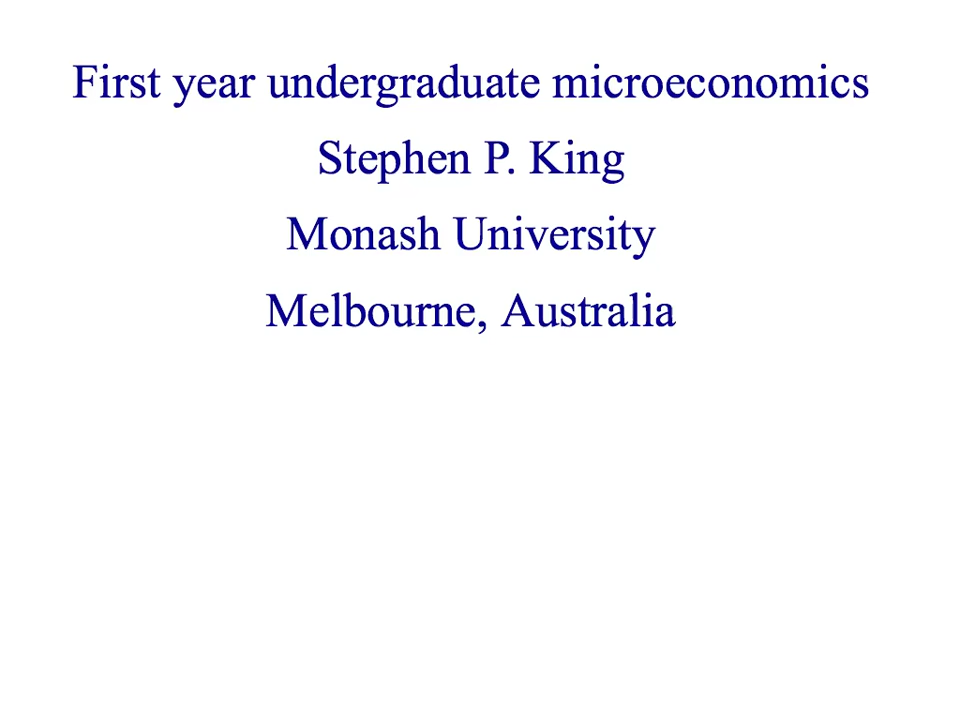 First year undergraduate microeconomics
Stephen P. King
Monash University
Melbourne, Australia